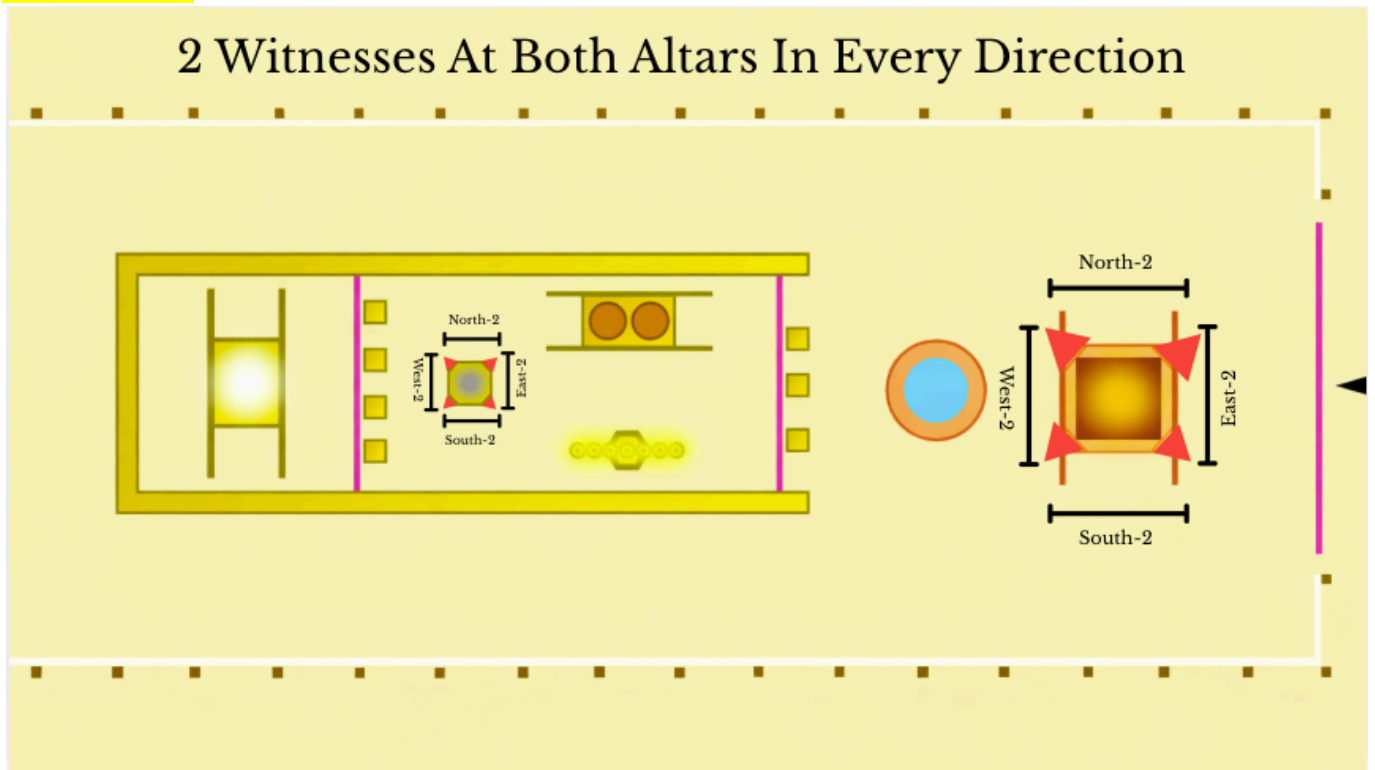 2 Witnesses At Both Altars In Every Direction
North-2
West-2
East-2
South-2
North-2
West-2
East-2
South-2